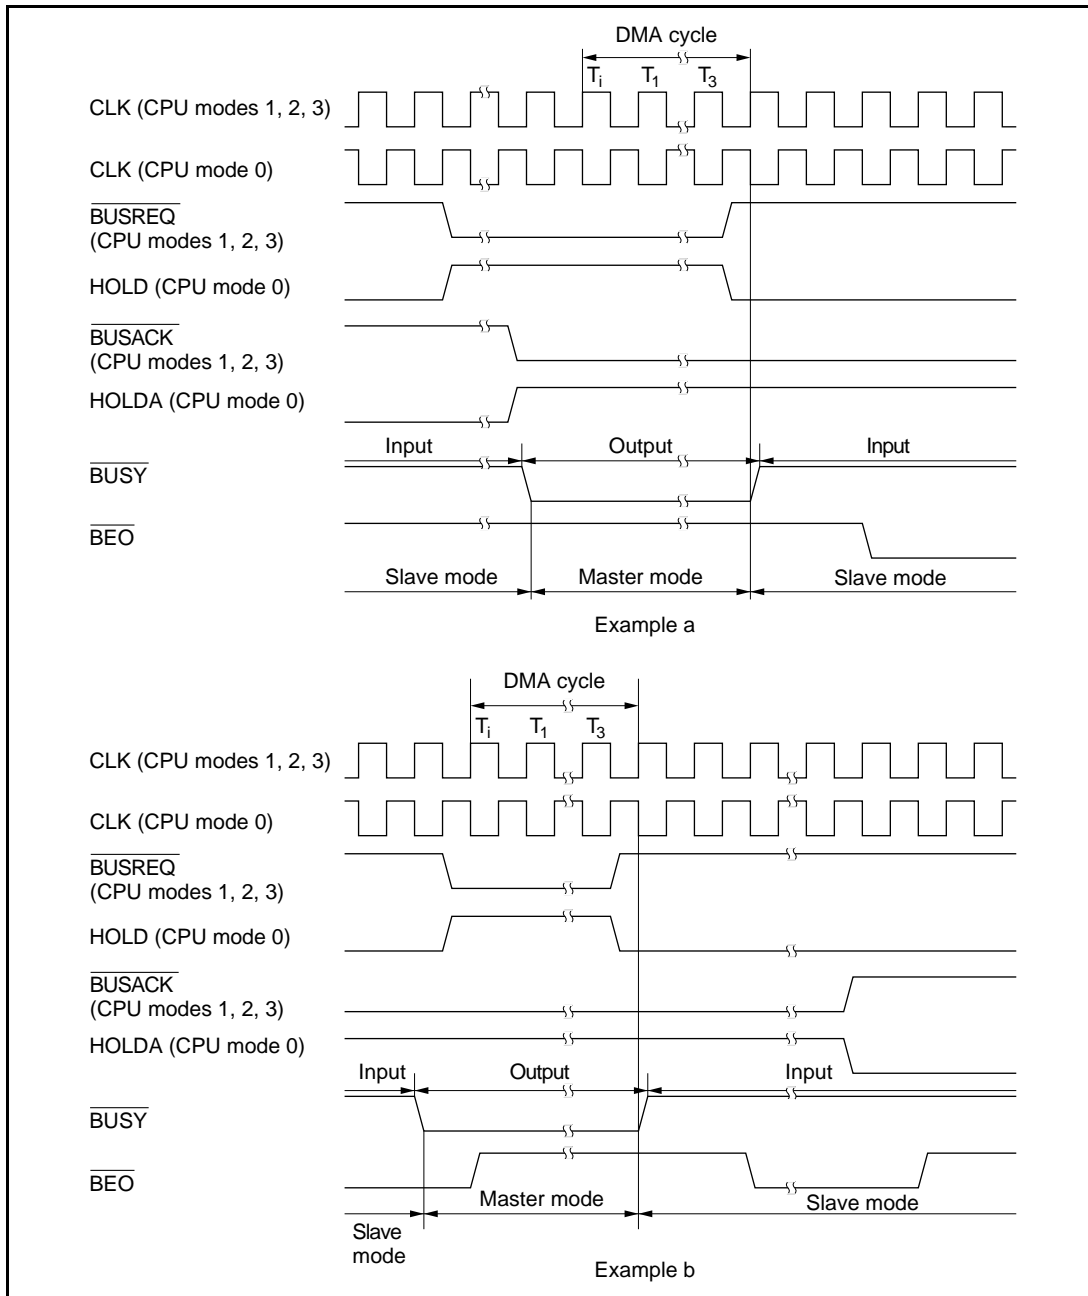 DMA cycle
Ti T1 T3
CLK (CPU modes 1, 2, 3)
CLK (CPU mode 0)
BUSREQ
(CPU modes 1, 2, 3)
HOLD (CPU mode 0)
BUSACK
(CPU modes 1, 2, 3)
HOLDA (CPU mode 0)
Input Output Input
BUSY
BEO
Slave mode Master mode Slave mode
Example a
DMA cycle
Ti T1 T3
CLK (CPU modes 1, 2, 3)
CLK (CPU mode 0)
BUSREQ
(CPU modes 1, 2, 3)
HOLD (CPU mode 0)
BUSACK
(CPU modes 1, 2, 3)
HOLDA (CPU mode 0)
Input Output Input
BUSY
BEO
Master mode Slave mode
Slave
mode
Example b